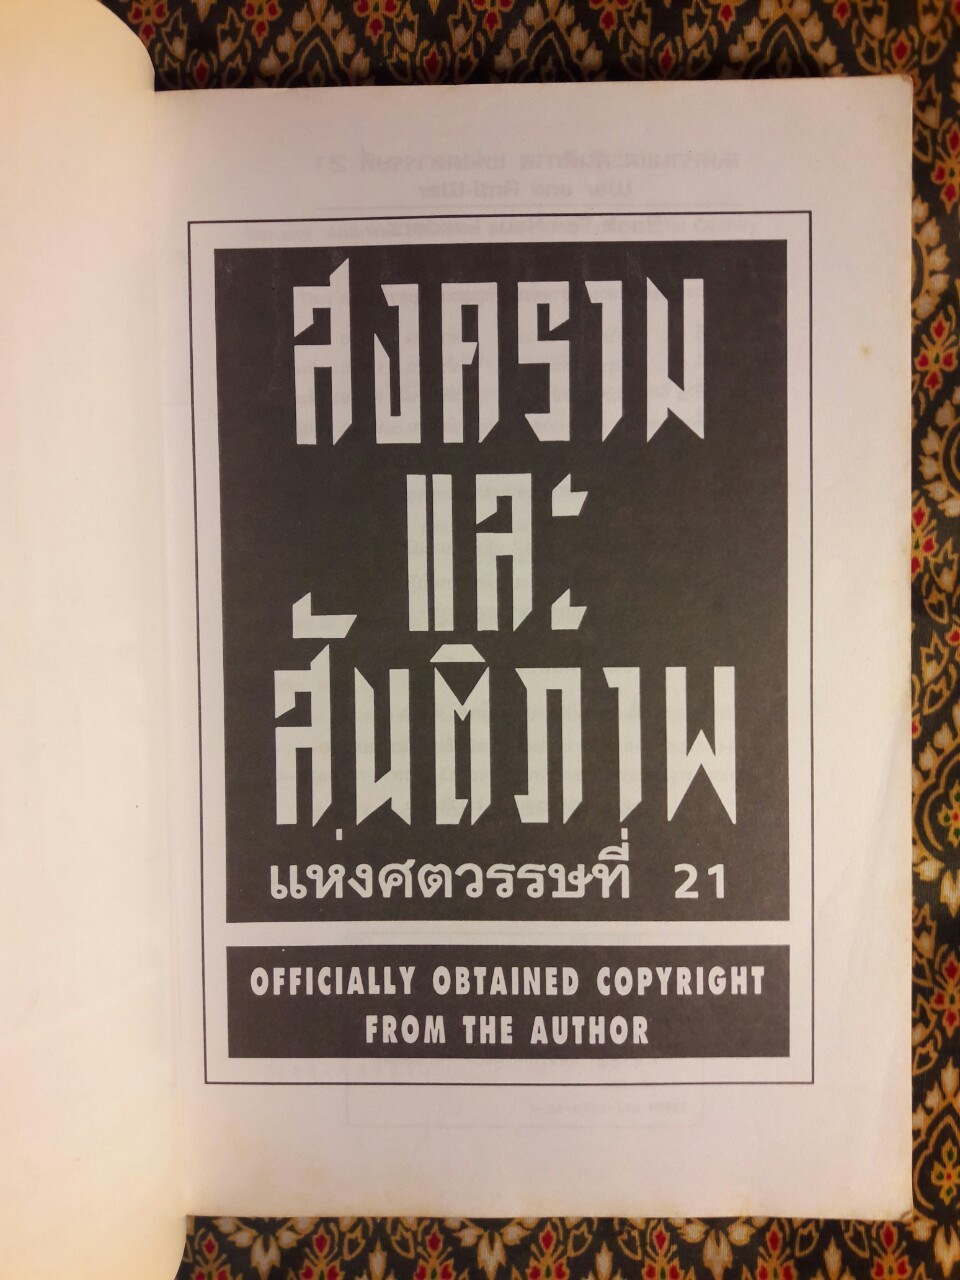 สงคราม
และ
สันติภาพ
แห่งศตวรรษที่ 21
OFFICIALLY OBTAINED COPYRIGHT
FROM THE AUTHOR